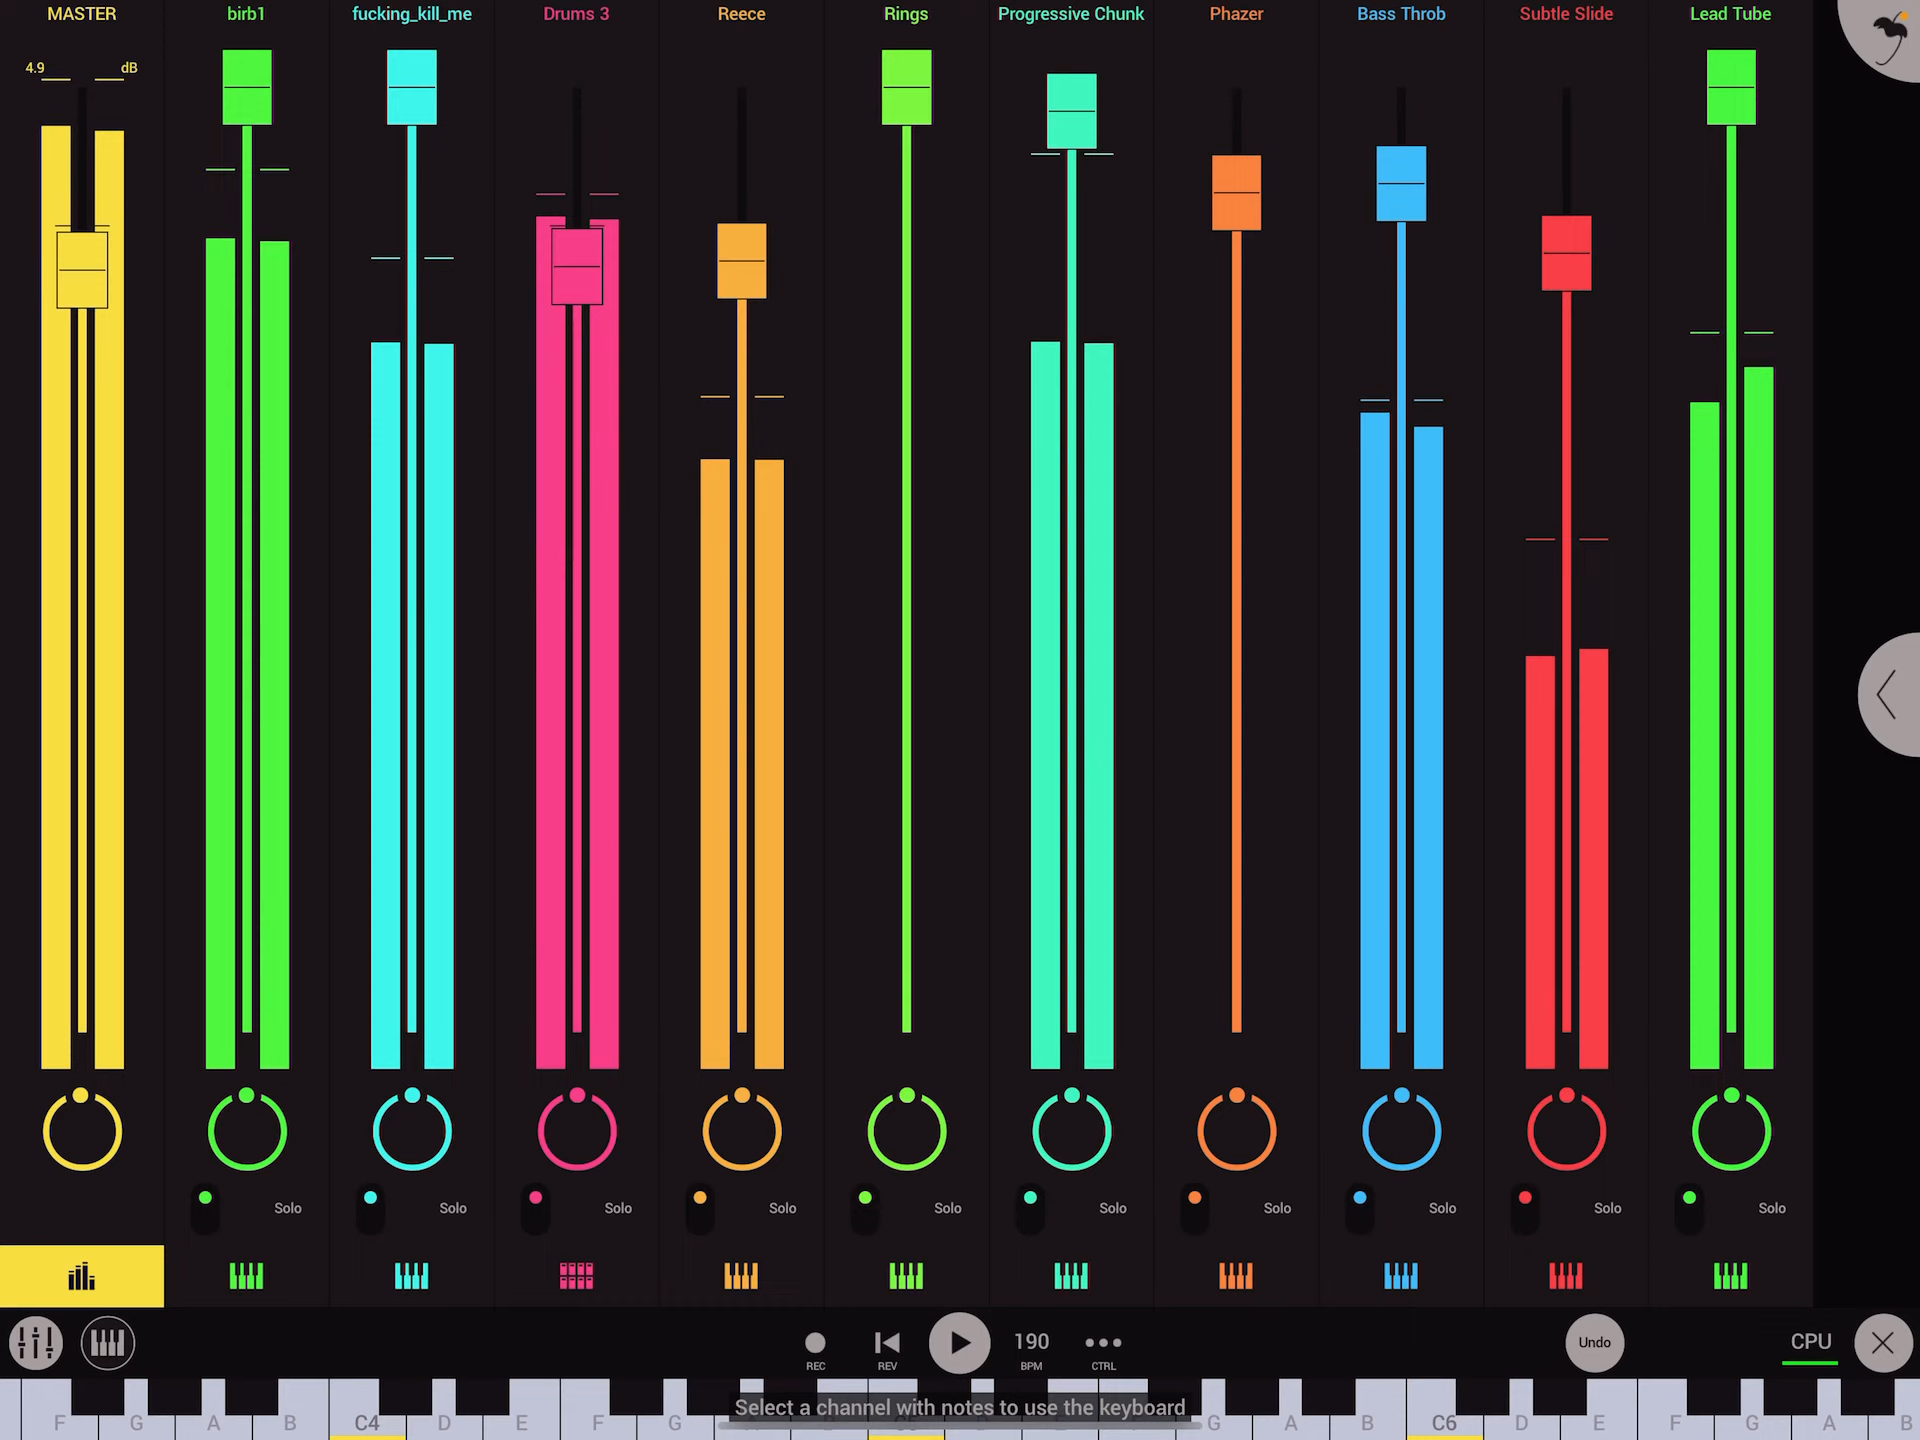 MASTER birb1 fucking_kill_me Drums 3 Reece Rings Progressive Chunk Phazer Bass Throb Subtle Slide Lead Tube
4.9 dB
Solo Solo Solo Solo Solo Solo Solo Solo Solo Solo
190 Undo CPU
REC REV BPM CTRL
Select a channel with notes to use the keyboard
F G A B C4 D E F G G A B C6 D E F G A B